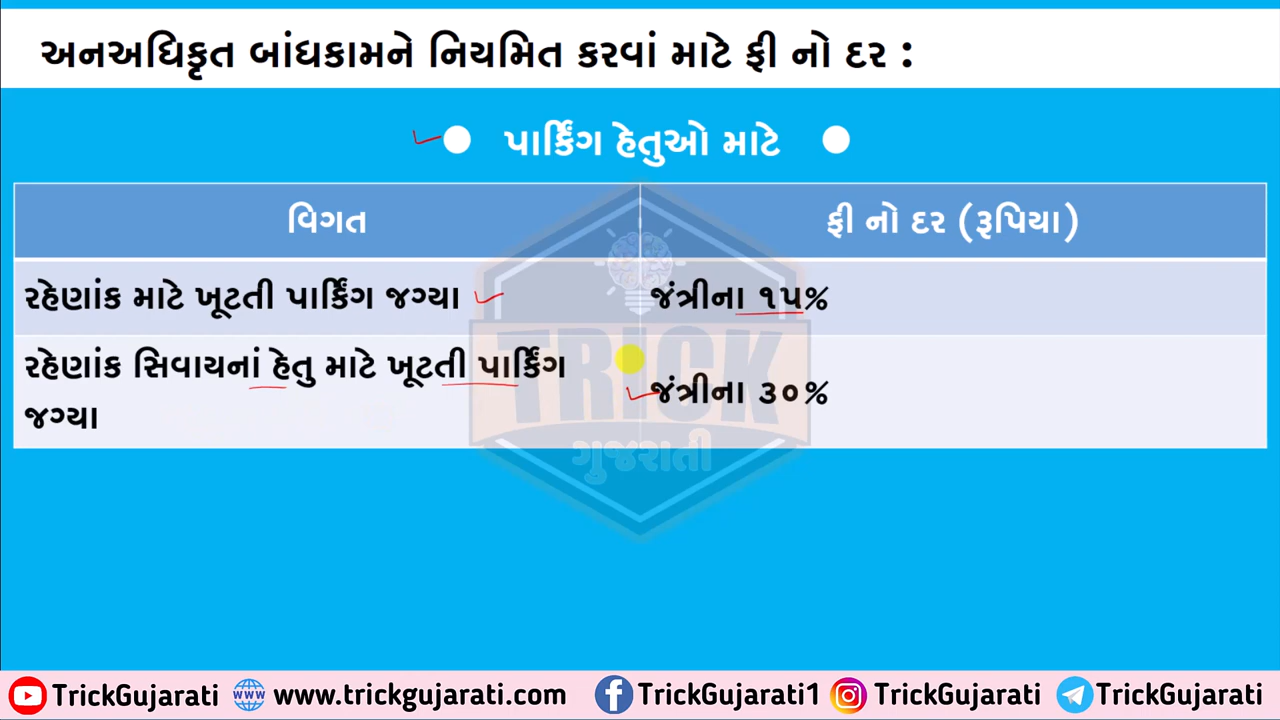 અનઅધિકૃત બાંધકામને નિયમિત કરવાં માટે ફી નો દર :
પાર્કિંગ હેતુઓ માટે
વિગત
ફી નો દર (રૂપિયા)
રહેણાંક માટે ખૂટતી પાર્કિંગ જગ્યા
જંત્રીના ૧૫%
રહેણાંક સિવાયનાં હેતુ માટે ખૂટતી પાર્કિંગ
જગ્યા
જંત્રીના ૩૦%
TRICK
ગુજરાતી
TrickGujarati
www
www.trickgujarati.com
TrickGujarati1
TrickGujarati
TrickGujarati